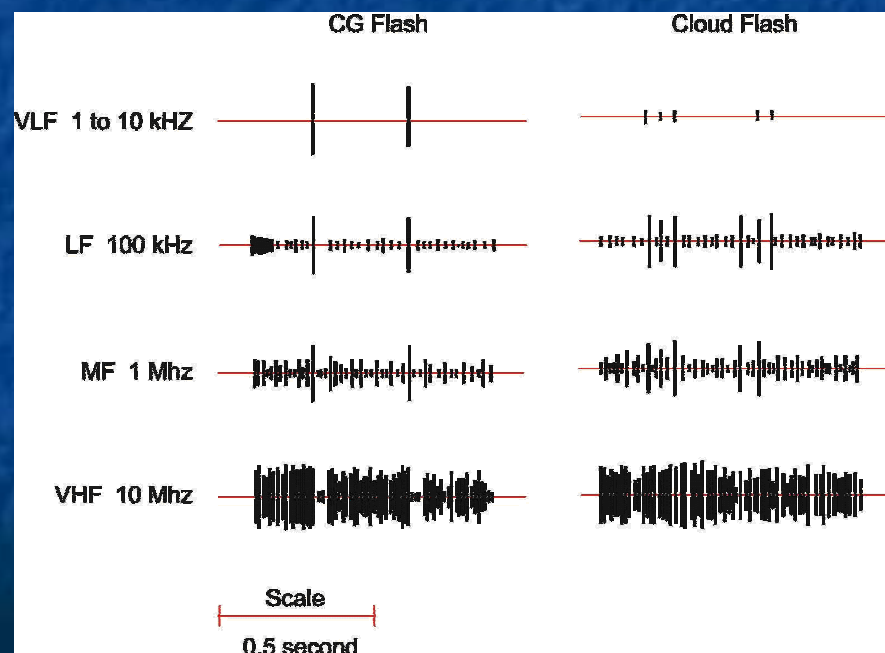 CG Flash
Cloud Flash
VLF 1 to 10 kHZ
LF 100 kHz
MF 1 Mhz
VHF 10 Mhz
Scale
0.5 second